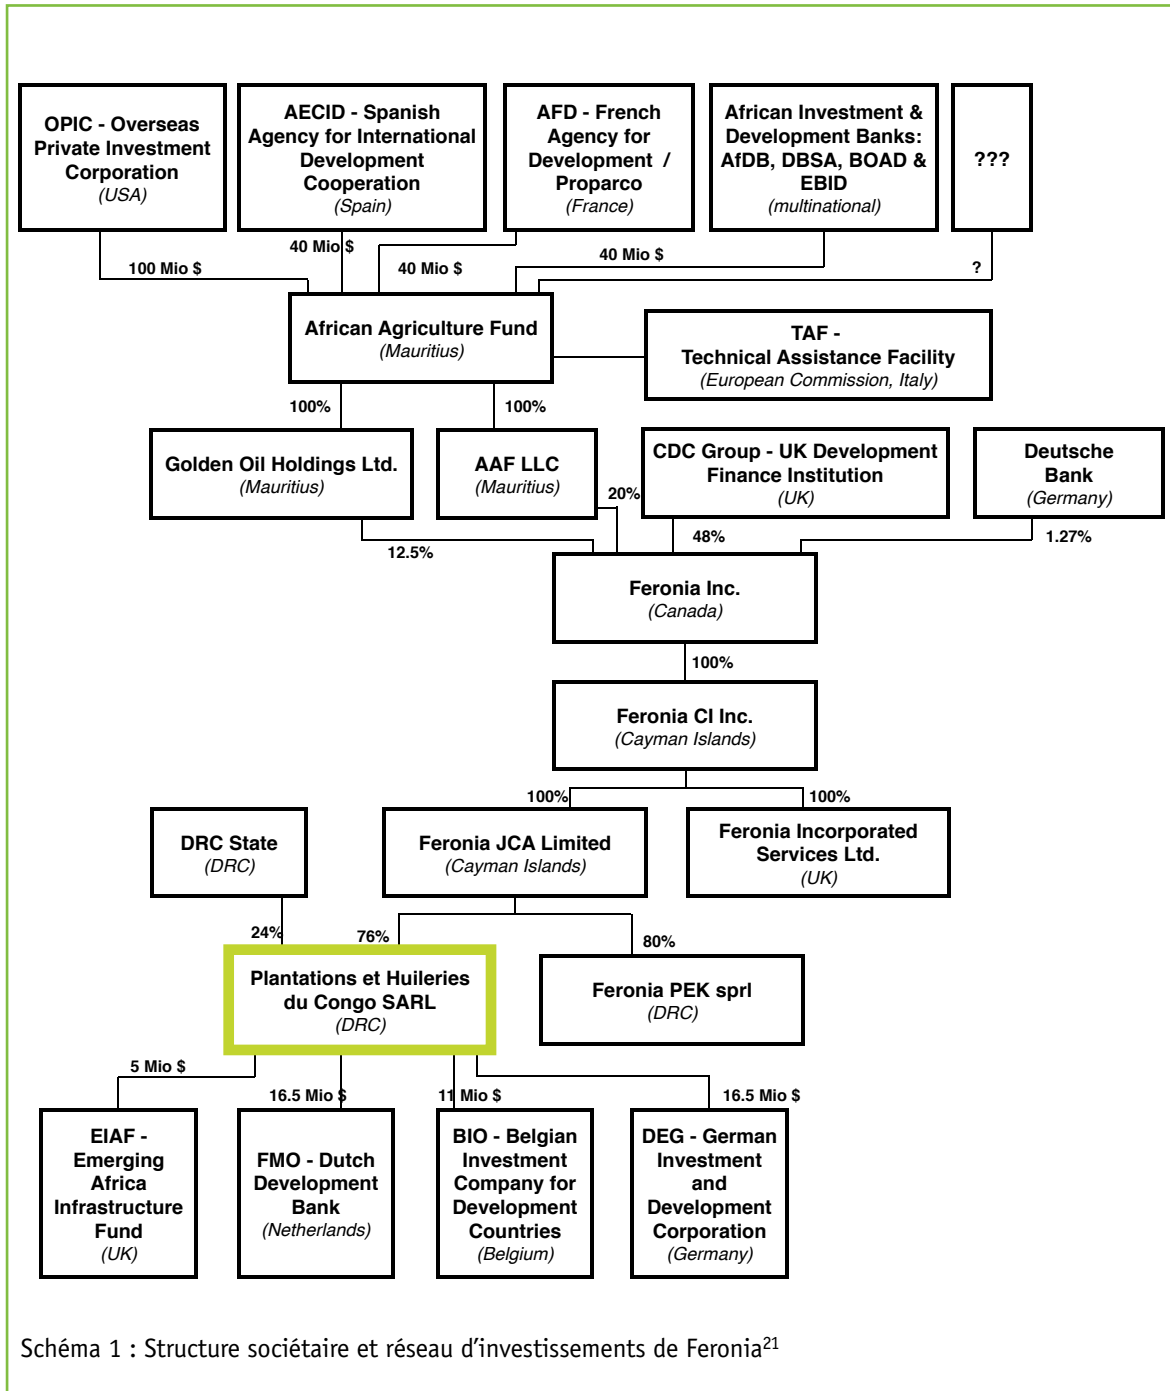 OPIC - Overseas
Private Investment
Corporation
(USA)
AECID - Spanish
Agency for International
Development
Cooperation
(Spain)
AFD - French
Agency for
Development /
Proparco
(France)
African Investment &
Development Banks:
AfDB, DBSA, BOAD &
EBID
(multinational)
???
100 Mio $
40 Mio $
40 Mio $
40 Mio $
?
African Agriculture Fund
(Mauritius)
TAF -
Technical Assistance Facility
(European Commission, Italy)
100%
100%
Golden Oil Holdings Ltd.
(Mauritius)
AAF LLC
(Mauritius)
CDC Group - UK Development
Finance Institution
(UK)
Deutsche
Bank
(Germany)
12.5%
20%
48%
1.27%
Feronia Inc.
(Canada)
100%
Feronia CI Inc.
(Cayman Islands)
100%
100%
DRC State
(DRC)
Feronia JCA Limited
(Cayman Islands)
Feronia Incorporated
Services Ltd.
(UK)
24%
76%
80%
Plantations et Huileries
du Congo SARL
(DRC)
Feronia PEK sprl
(DRC)
5 Mio $
16.5 Mio $
11 Mio $
16.5 Mio $
EIAF -
Emerging
Africa
Infrastructure
Fund
(UK)
FMO - Dutch
Development
Bank
(Netherlands)
BIO - Belgian
Investment
Company for
Development
Countries
(Belgium)
DEG - German
Investment
and
Development
Corporation
(Germany)
Schéma 1 : Structure sociétaire et réseau d'investissements de Feronia21